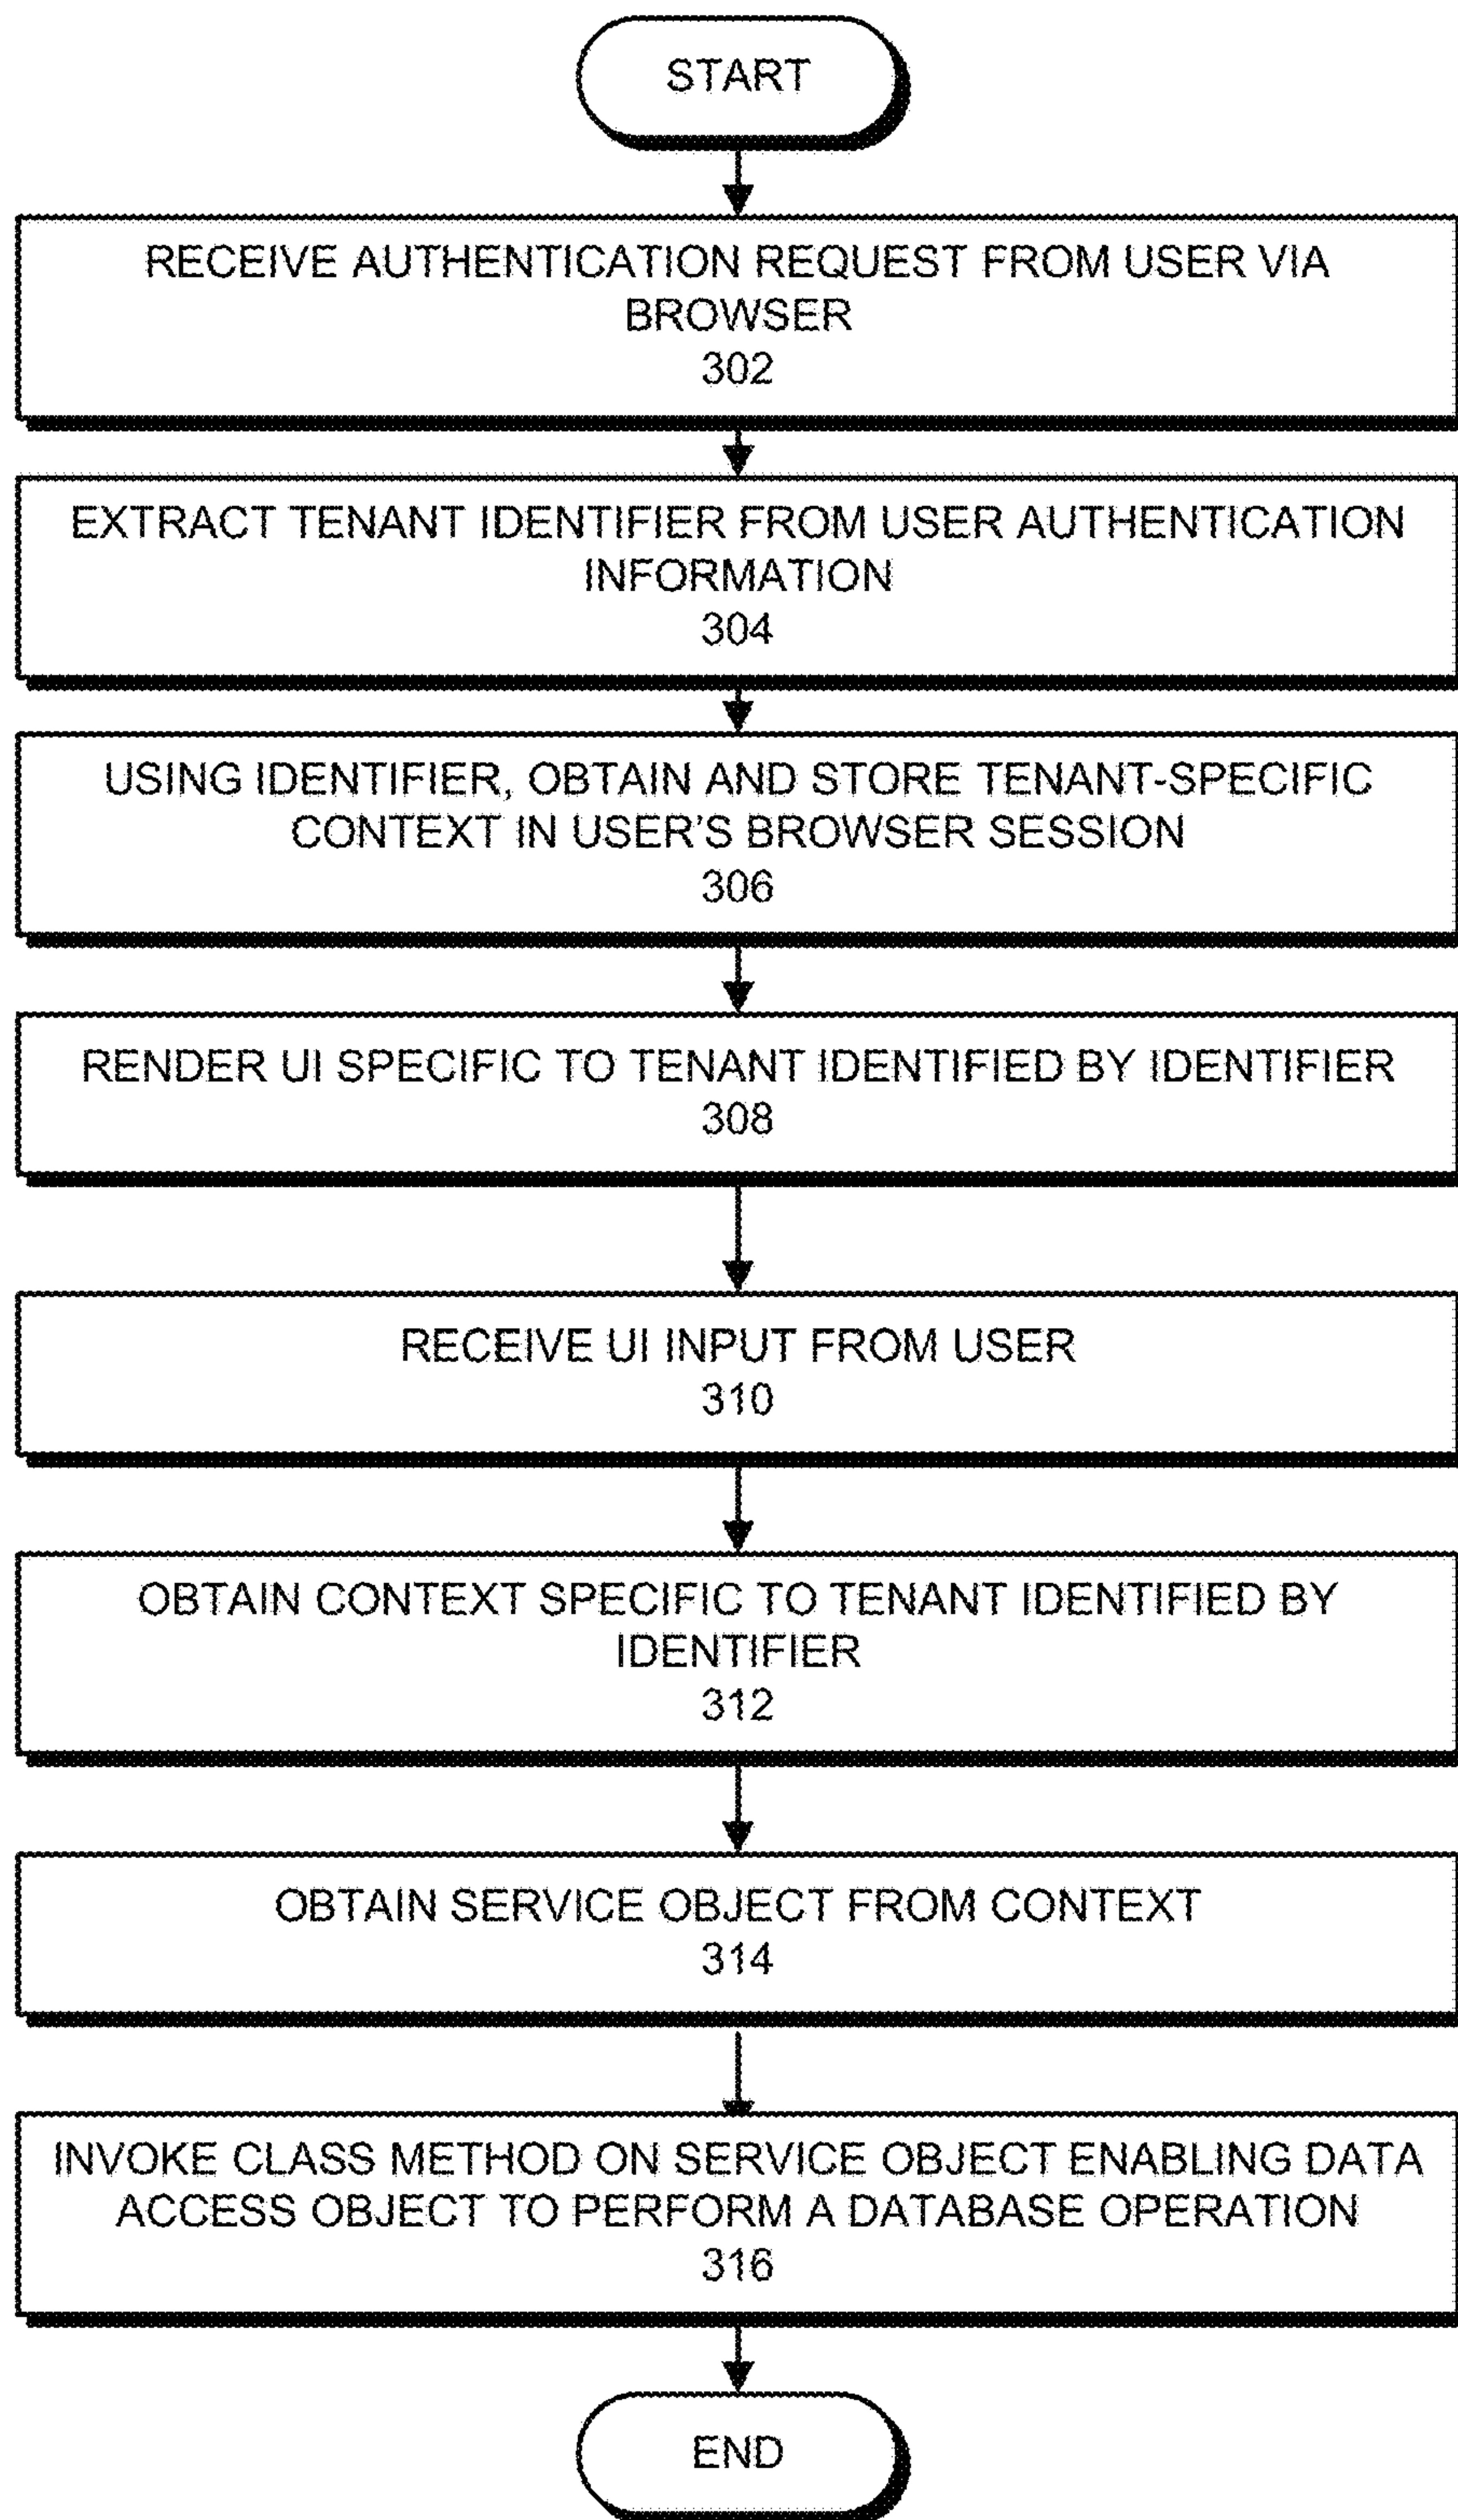 START
RECEIVE AUTHENTICATION REQUEST FROM USER VIA
BROWSER
302
EXTRACT TENANT IDENTIFIER FROM USER AUTHENTICATION
INFORMATION
304
USING IDENTIFIER, OBTAIN AND STORE TENANT-SPECIFIC
CONTEXT IN USER'S BROWSER SESSION
306
RENDER UI SPECIFIC TO TENANT IDENTIFIED BY IDENTIFIER
308
RECEIVE UI INPUT FROM USER
310
OBTAIN CONTEXT SPECIFIC TO TENANT IDENTIFIED BY
IDENTIFIER
312
OBTAIN SERVICE OBJECT FROM CONTEXT
314
INVOKE CLASS METHOD ON SERVICE OBJECT ENABLING DATA
ACCESS OBJECT TO PERFORM A DATABASE OPERATION
316
END